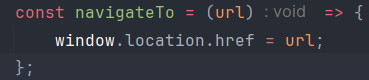 const navigateTo = (url) : void => {
    window.location.href = url;
};